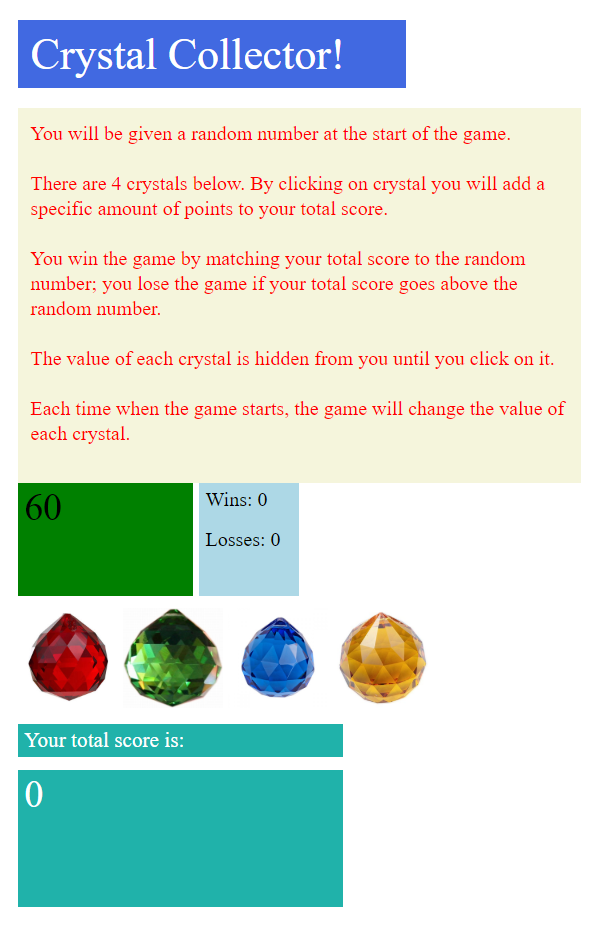 Crystal Collector!
You will be given a random number at the start of the game.
There are 4 crystals below. By clicking on crystal you will add a
specific amount of points to your total score.
You win the game by matching your total score to the random
number; you lose the game if your total score goes above the
random number.
The value of each crystal is hidden from you until you click on it.
Each time when the game starts, the game will change the value of
each crystal.
60
Wins: 0
Losses: 0
Your total score is:
0